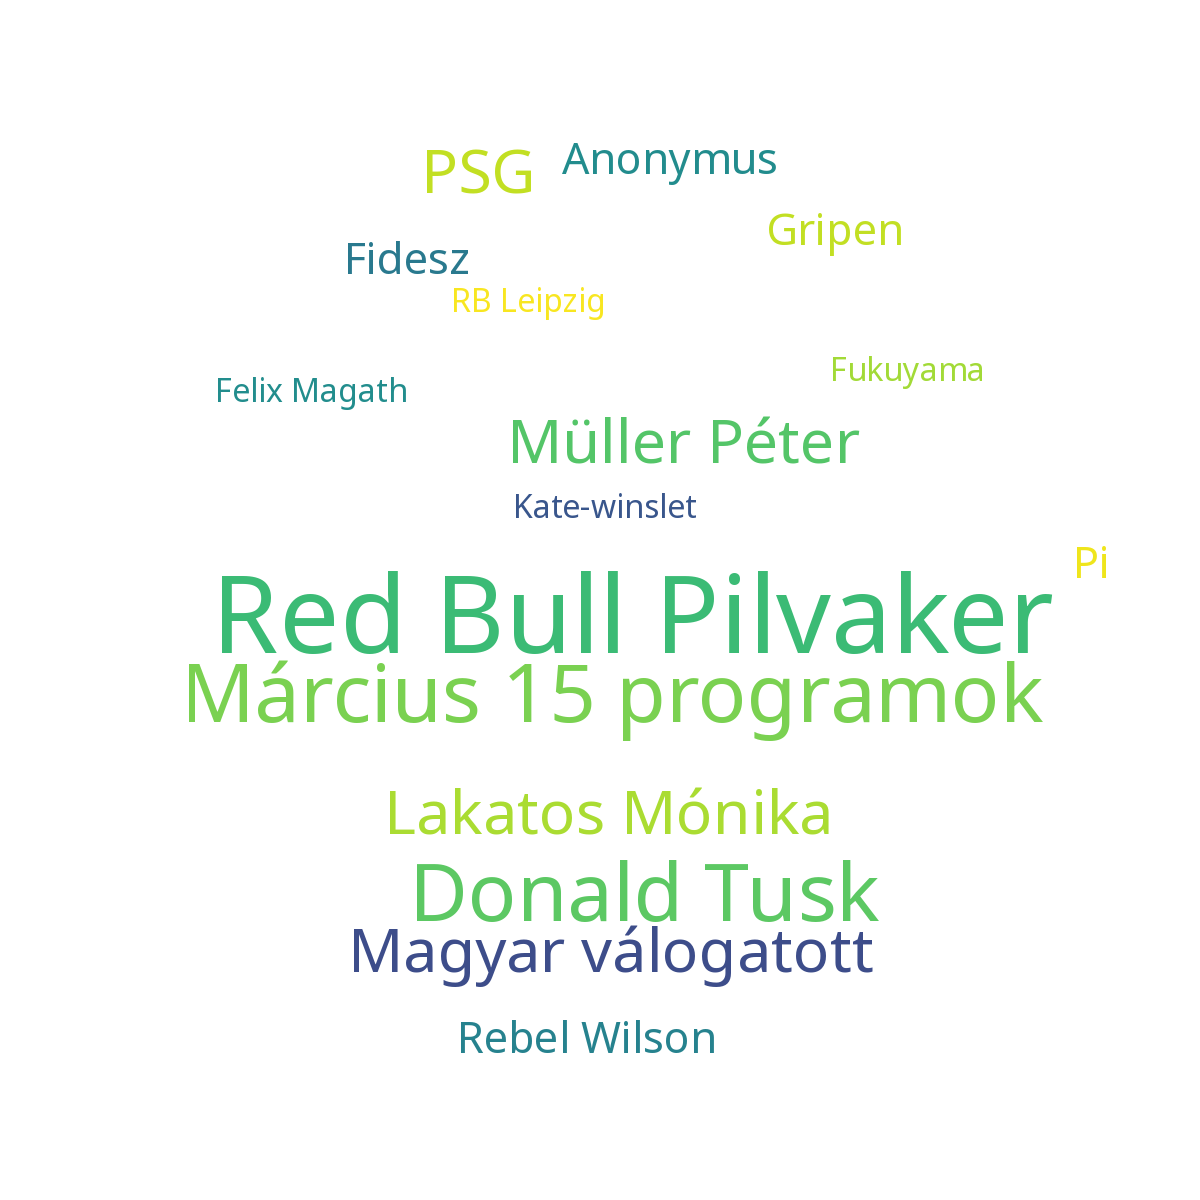 PSG
Anonymus
Gripen
Fidesz
RB Leipzig
Fukuyama
Felix Magath
Müller Péter
Kate-winslet
Pi
Red Bull Pilvaker
Március 15 programok
Lakatos Mónika
Donald Tusk
Magyar válogatott
Rebel Wilson